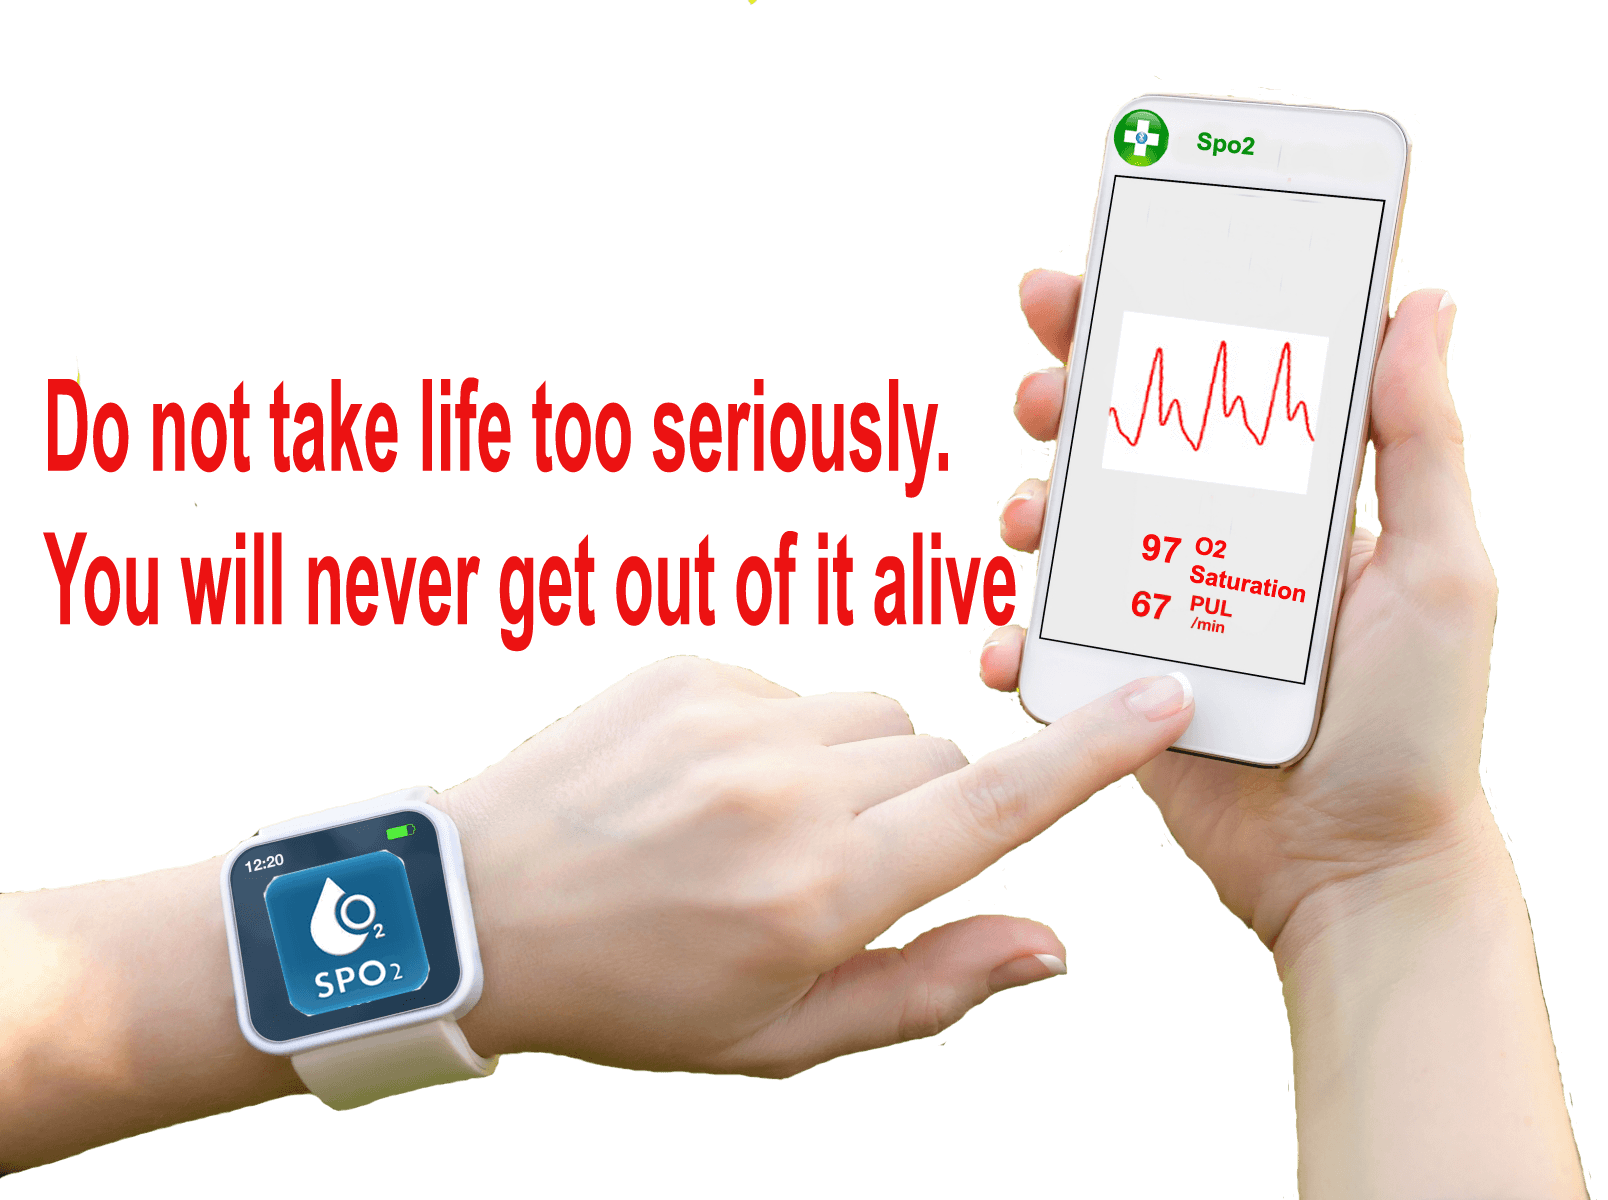 Spo2
Do not take life too seriously.
You will never get out of it alive
97 O2
Saturation
67 PUL
/min
12:20
O2
SPO2